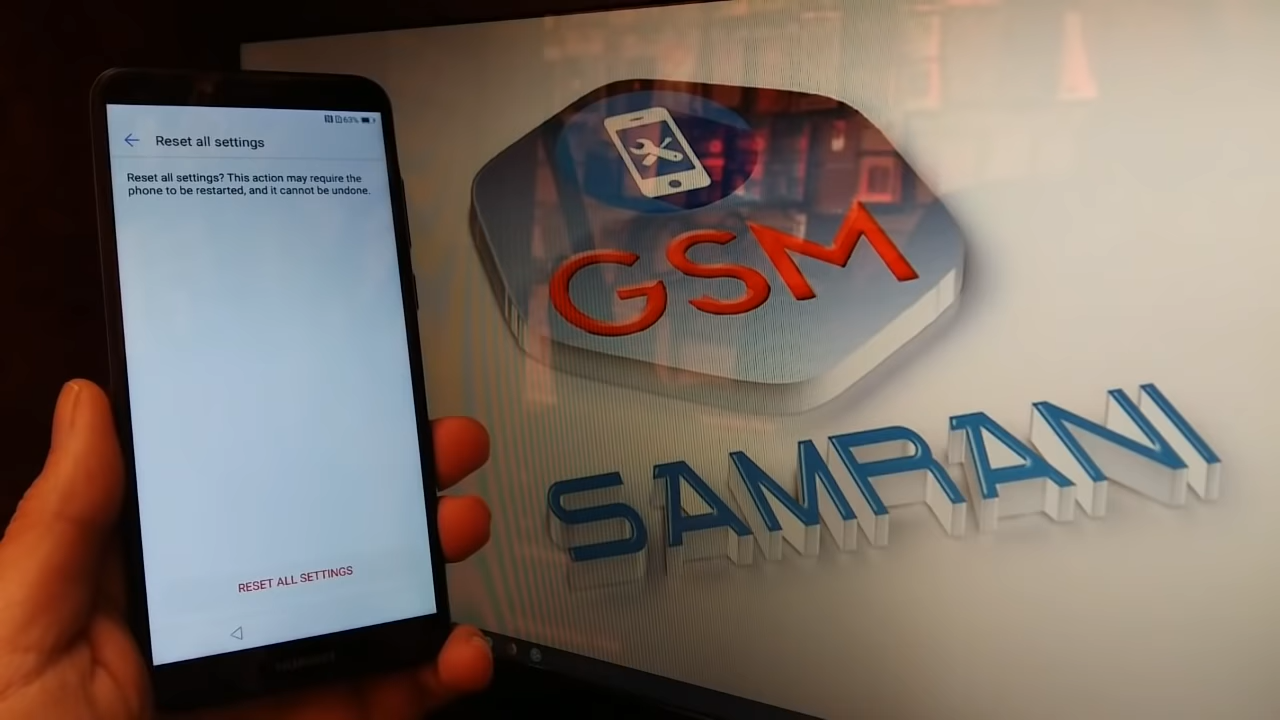 63%
Reset all settings
Reset all settings? This action may require the
phone to be restarted, and it cannot be undone.
RESET ALL SETTINGS
GSM
SAMRANI